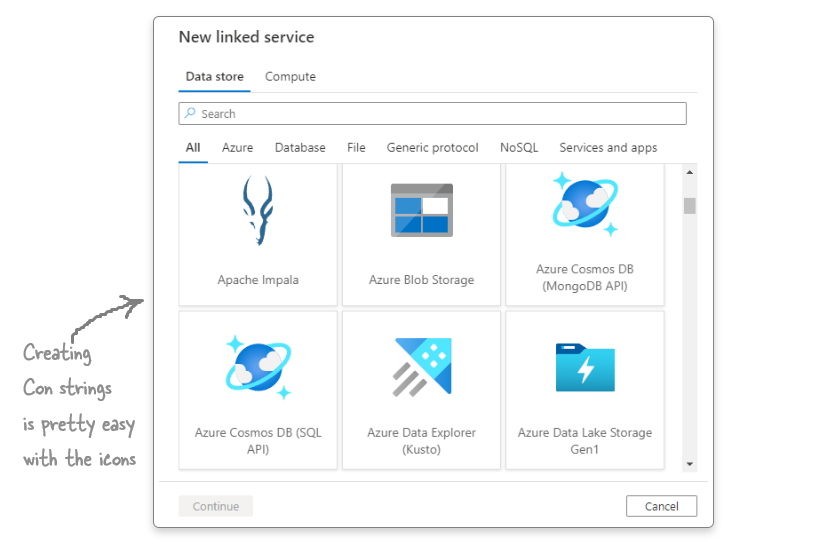 New linked service
Data store Compute
Search
All Azure Database File Generic protocol NoSQL Services and apps
Apache Impala
Azure Blob Storage
Azure Cosmos DB
(MongoDB API)
Azure Cosmos DB (SQL
API)
Azure Data Explorer
(Kusto)
Azure Data Lake Storage
Gen1
Continue
Cancel
Creating
Con strings
is pretty easy
with the icons